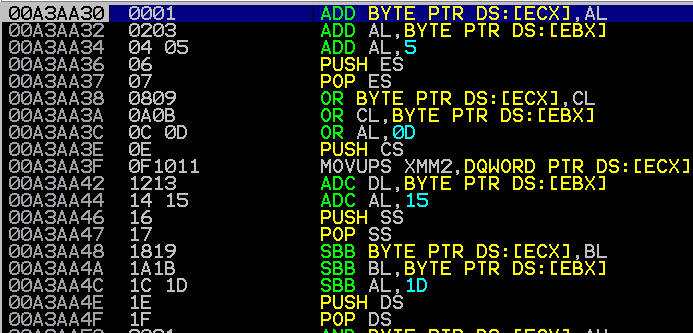 00A3AA30 0001 ADD BYTE PTR DS:[ECX],AL
00A3AA32 0203 ADD AL,BYTE PTR DS:[EBX]
00A3AA34 04 05 ADD AL,5
00A3AA36 06 PUSH ES
00A3AA37 07 POP ES
00A3AA38 0809 OR BYTE PTR DS:[ECX],CL
00A3AA3A 0A0B OR CL,BYTE PTR DS:[EBX]
00A3AA3C 0C 0D OR AL,0D
00A3AA3E 0E PUSH CS
00A3AA3F 0F1011 MOVUPS XMM2,DQWORD PTR DS:[ECX]
00A3AA42 1213 ADC DL,BYTE PTR DS:[EBX]
00A3AA44 14 15 ADC AL,15
00A3AA46 16 PUSH SS
00A3AA47 17 POP SS
00A3AA48 1819 SBB BYTE PTR DS:[ECX],BL
00A3AA4A 1A1B SBB BL,BYTE PTR DS:[EBX]
00A3AA4C 1C 1D SBB AL,1D
00A3AA4E 1E PUSH DS
00A3AA4F 1F POP DS